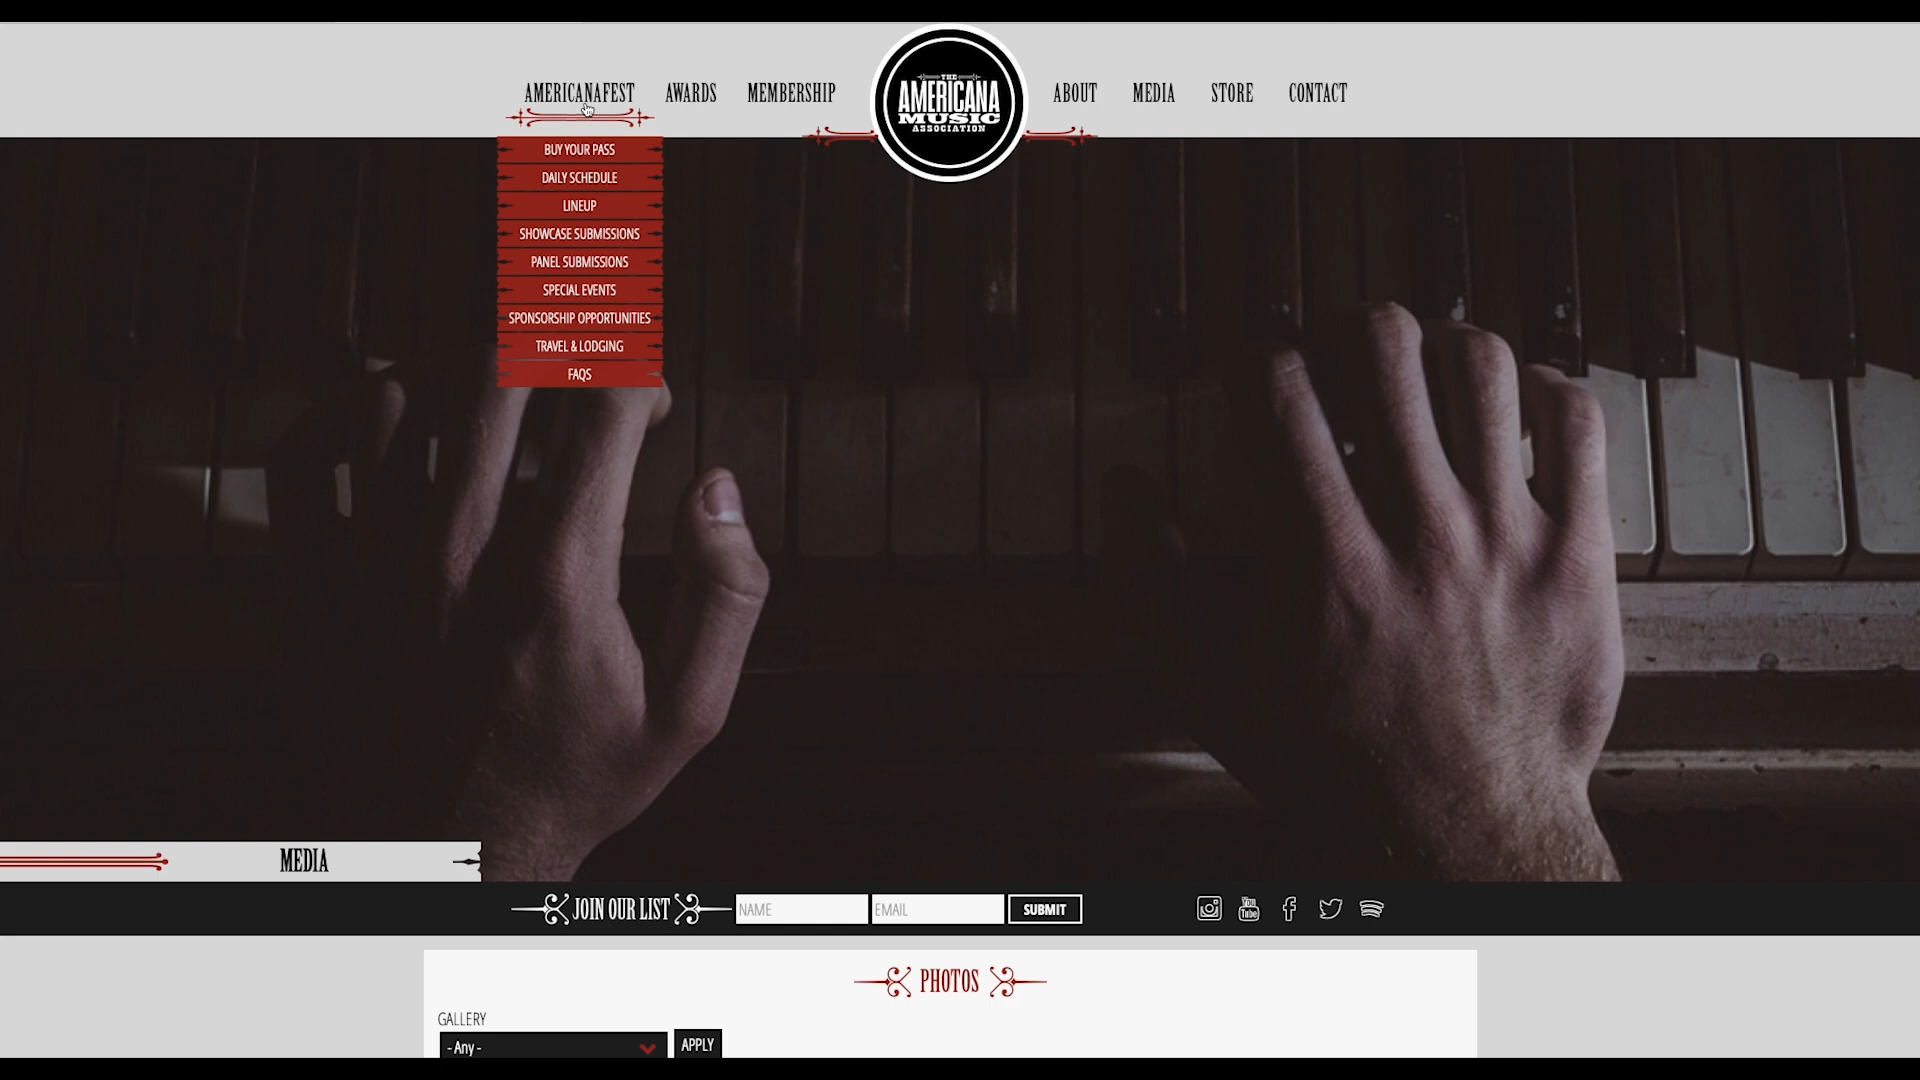 AMERICANAFEST
AWARDS
MEMBERSHIP
THE
AMERICANA
MUSIC
ASSOCIATION
ABOUT
MEDIA
STORE
CONTACT
BUY YOUR PASS
DAILY SCHEDULE
LINEUP
SHOWCASE SUBMISSIONS
PANEL SUBMISSIONS
SPECIAL EVENTS
SPONSORSHIP OPPORTUNITIES
TRAVEL & LODGING
FAQS
MEDIA
JOIN OUR LIST
NAME
EMAIL
SUBMIT
You
Tube
PHOTOS
GALLERY
- Any -
APPLY